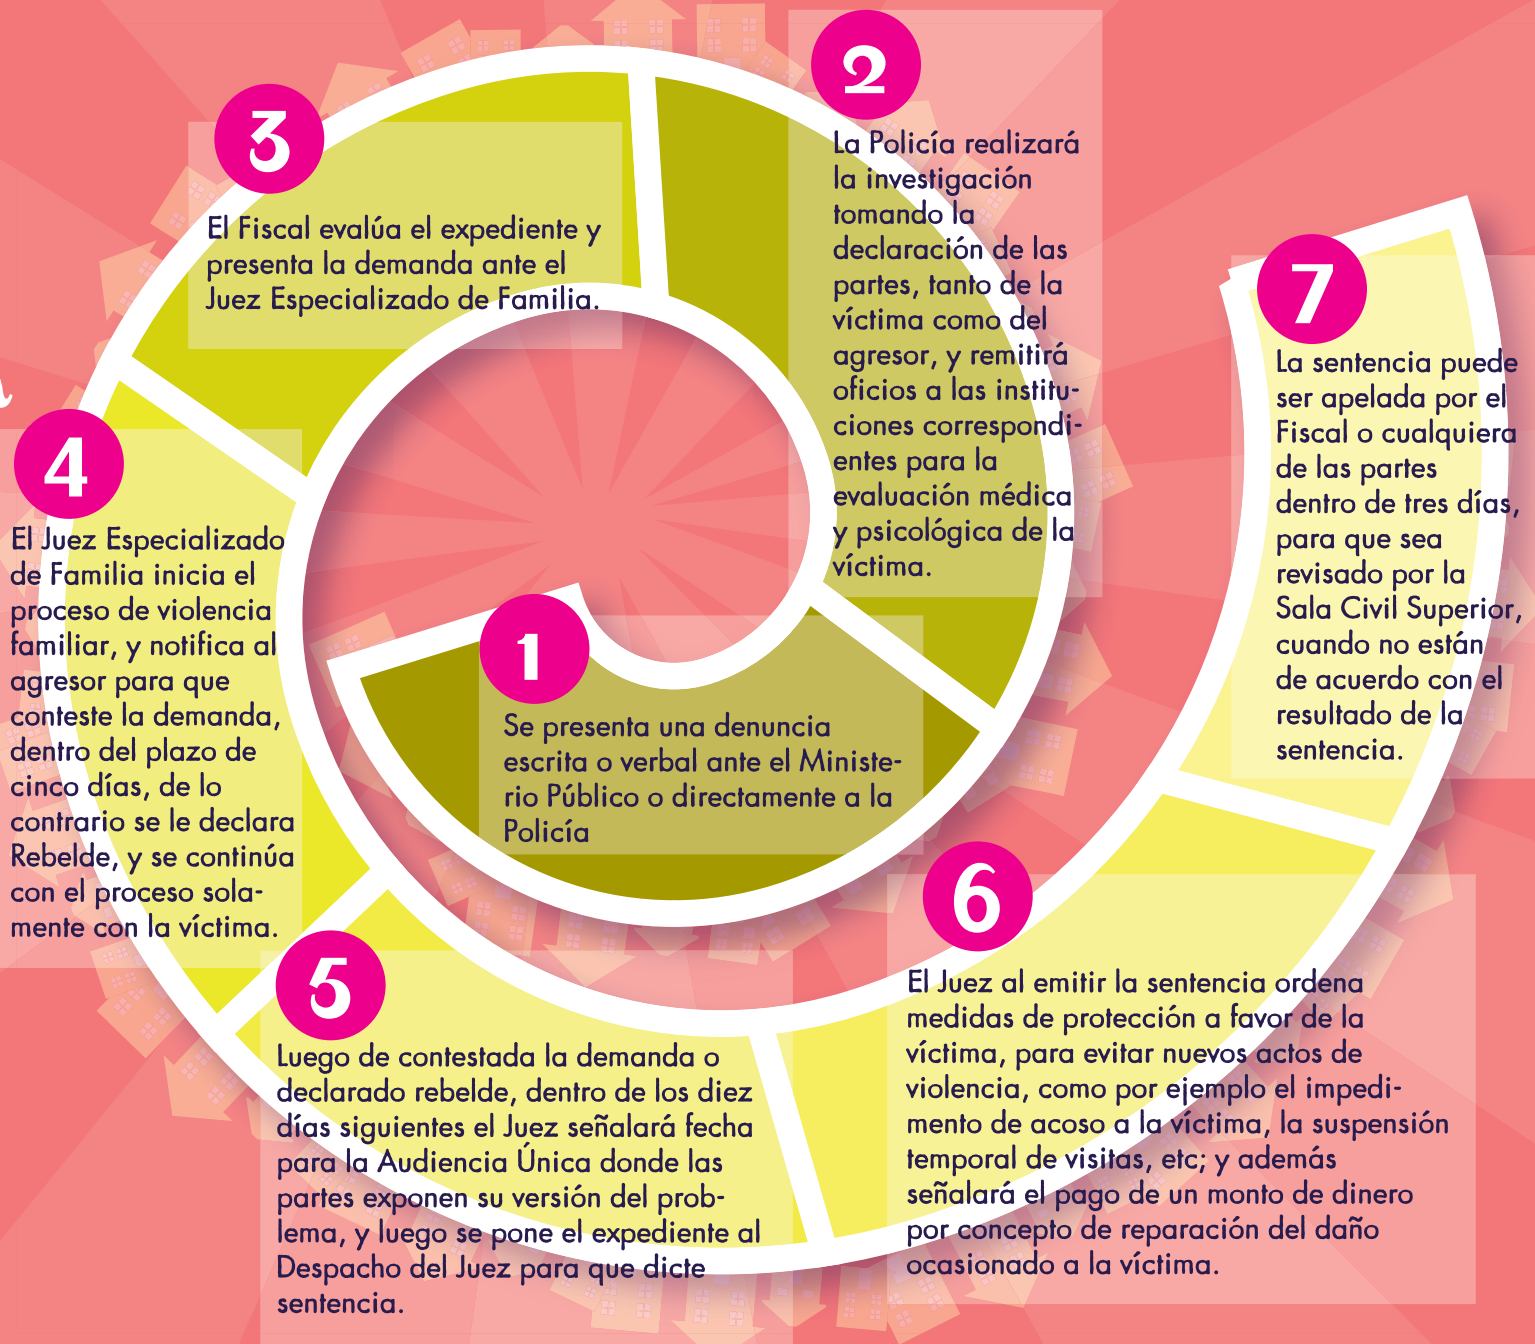 1
Se presenta una denuncia
escrita o verbal ante el Ministe-
rio Público o directamente a la
Policía
2
La Policía realizará
la investigación
tomando la
declaración de las
partes, tanto de la
víctima como del
agresor, y remitirá
oficios a las institu-
ciones correspondi-
entes para la
evaluación médica
y psicológica de la
víctima.
3
El Fiscal evalúa el expediente y
presenta la demanda ante el
Juez Especializado de Familia.
4
El Juez Especializado
de Familia inicia el
proceso de violencia
familiar, y notifica al
agresor para que
conteste la demanda,
dentro del plazo de
cinco días, de lo
contrario se le declara
Rebelde, y se continúa
con el proceso sola-
mente con la víctima.
5
Luego de contestada la demanda o
declarado rebelde, dentro de los diez
días siguientes el Juez señalará fecha
para la Audiencia Única donde las
partes exponen su versión del prob-
lema, y luego se pone el expediente al
Despacho del Juez para que dicte
sentencia.
6
El Juez al emitir la sentencia ordena
medidas de protección a favor de la
víctima, para evitar nuevos actos de
violencia, como por ejemplo el impedi-
mento de acoso a la víctima, la suspensión
temporal de visitas, etc; y además
señalará el pago de un monto de dinero
por concepto de reparación del daño
ocasionado a la víctima.
7
La sentencia puede
ser apelada por el
Fiscal o cualquiera
de las partes
dentro de tres días,
para que sea
revisado por la
Sala Civil Superior,
cuando no están
de acuerdo con el
resultado de la
sentencia.